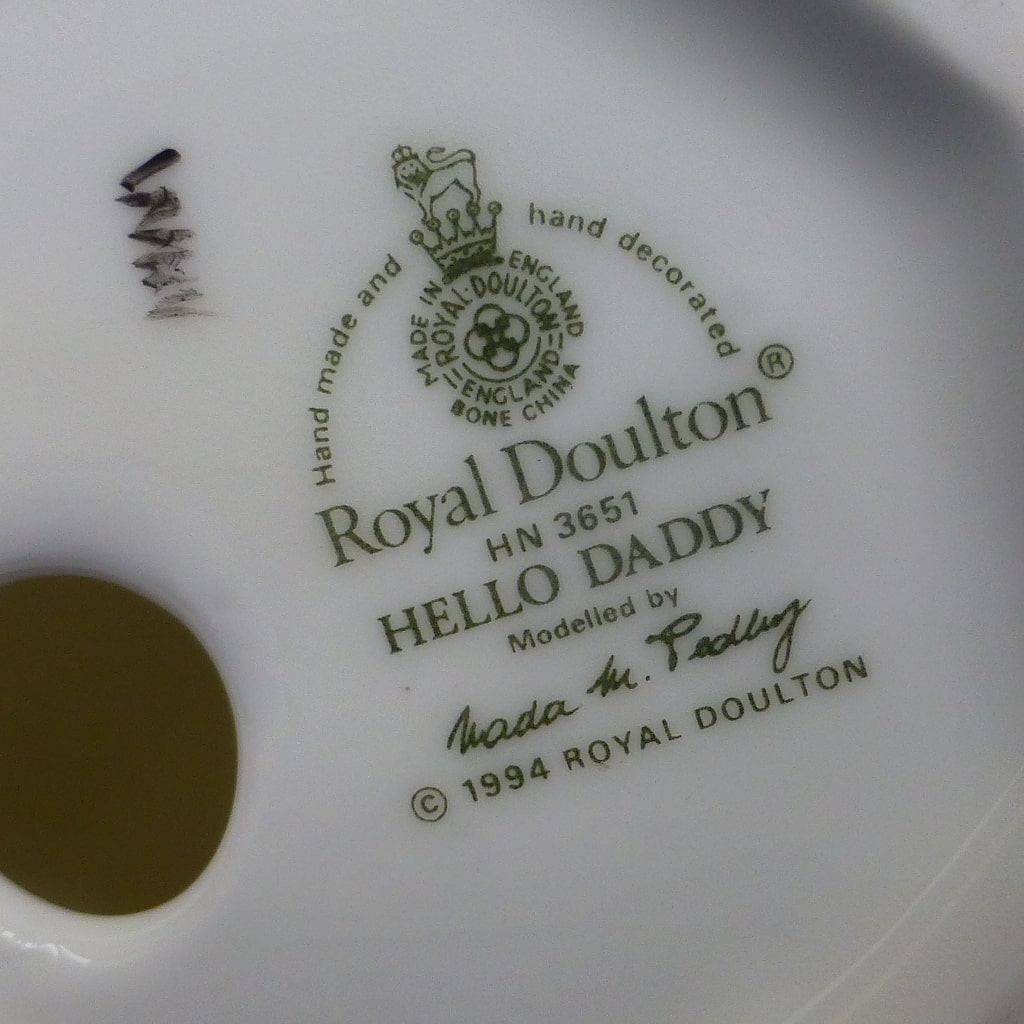 Hand made and hand decorated
MADE IN ENGLAND
ROYAL·DOULTON
ENGLAND
BONE CHINA
Royal Doulton®
HN 3651
HELLO DADDY
Modelled by
Nada M. Pedley
© 1994 ROYAL DOULTON